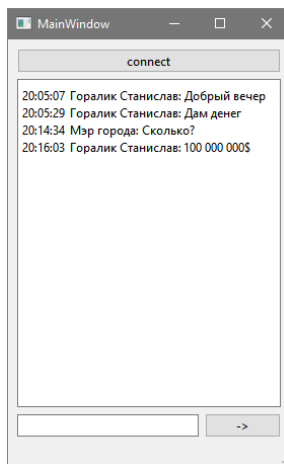 MainWindow
connect
20:05:07 Горалик Станислав: Добрый вечер
20:05:29 Горалик Станислав: Дам денег
20:14:34 Мэр города: Сколько?
20:16:03 Горалик Станислав: 100 000 000$
->